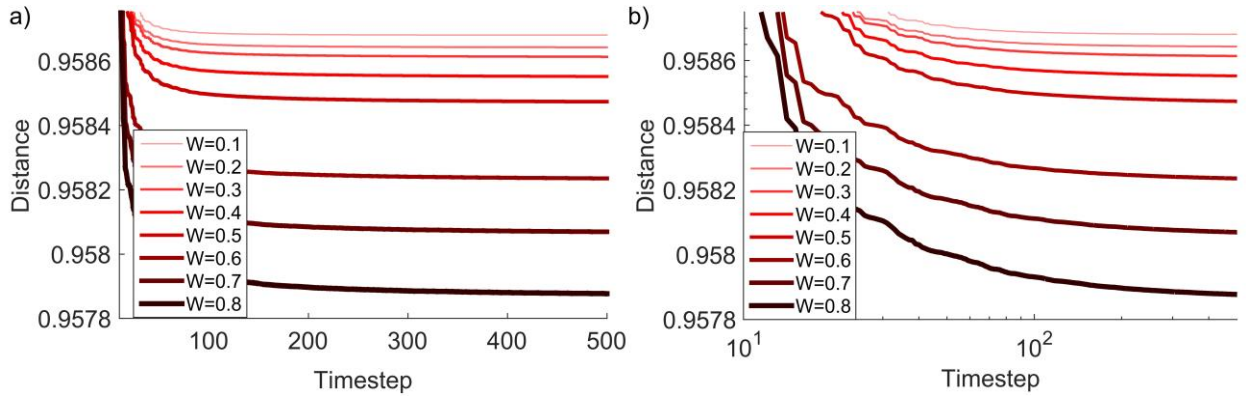 a)
Distance
0.9586
0.9584
0.9582
0.958
0.9578
W=0.1
W=0.2
W=0.3
W=0.4
W=0.5
W=0.6
W=0.7
W=0.8
100 200 300 400 500
Timestep
b)
Distance
0.9586
0.9584
0.9582
0.958
0.9578
W=0.1
W=0.2
W=0.3
W=0.4
W=0.5
W=0.6
W=0.7
W=0.8
10^1 10^2
Timestep